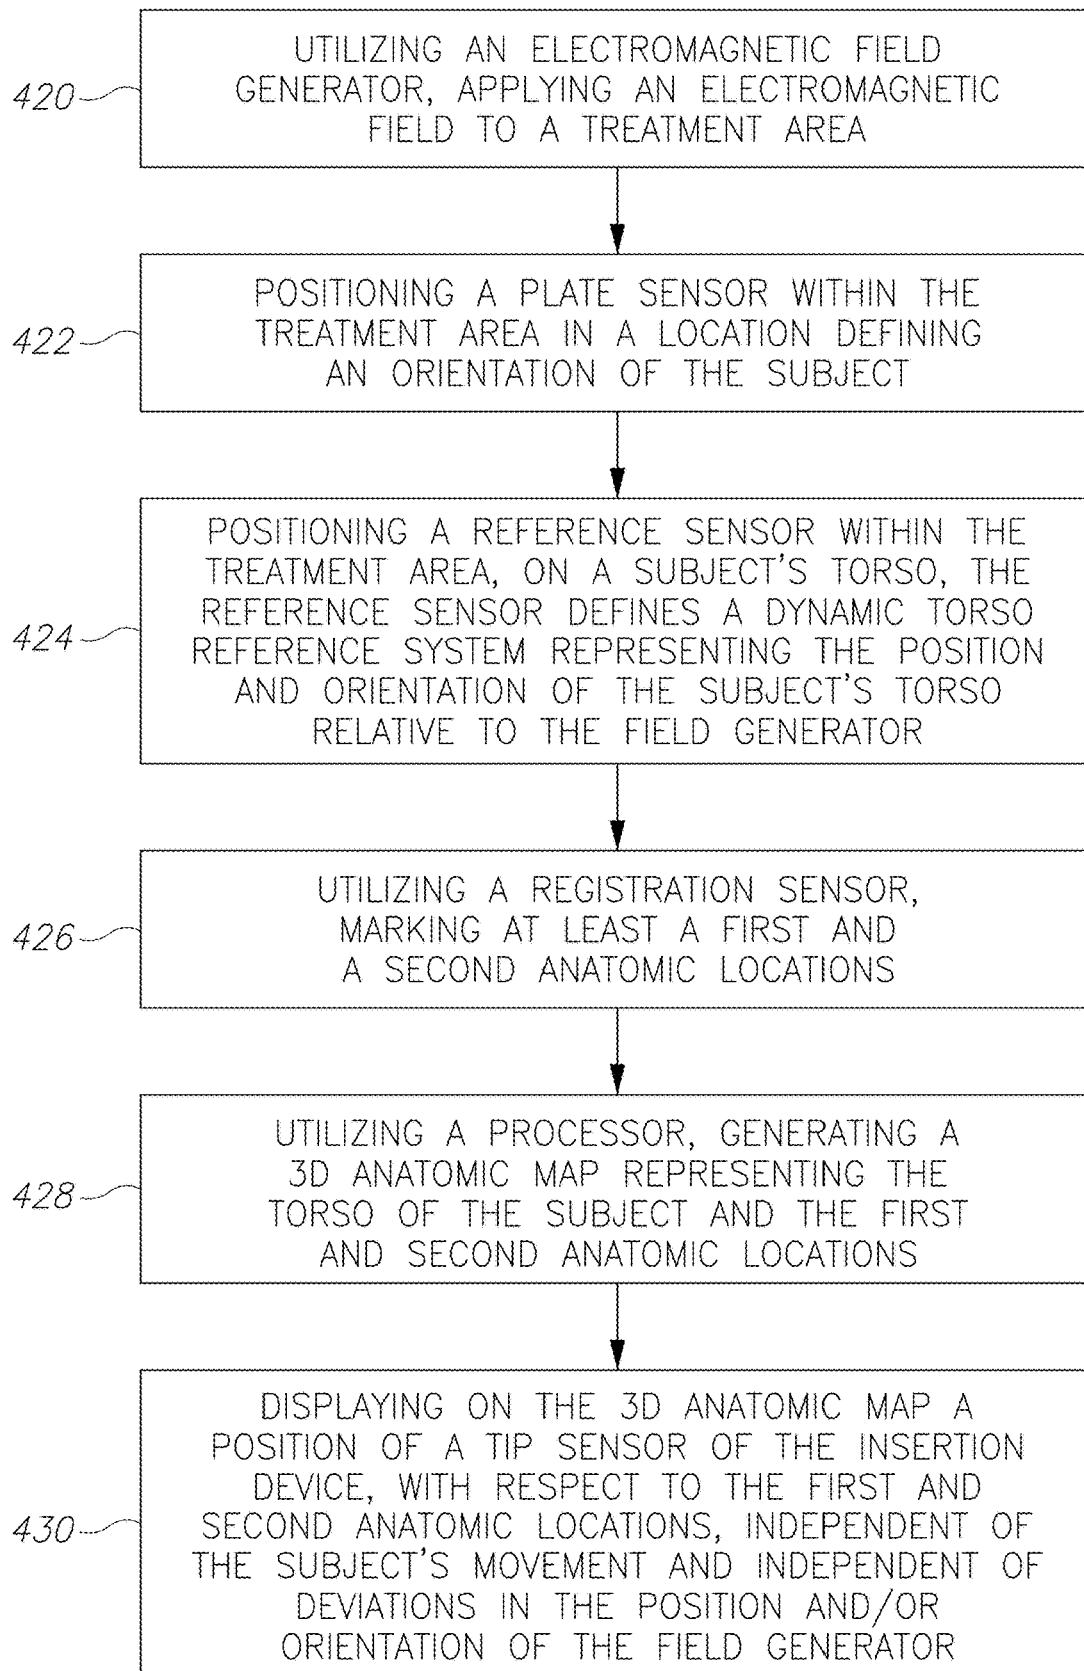 420
UTILIZING AN ELECTROMAGNETIC FIELD
GENERATOR, APPLYING AN ELECTROMAGNETIC
FIELD TO A TREATMENT AREA
422
POSITIONING A PLATE SENSOR WITHIN THE
TREATMENT AREA IN A LOCATION DEFINING
AN ORIENTATION OF THE SUBJECT
424
POSITIONING A REFERENCE SENSOR WITHIN THE
TREATMENT AREA, ON A SUBJECT'S TORSO, THE
REFERENCE SENSOR DEFINES A DYNAMIC TORSO
REFERENCE SYSTEM REPRESENTING THE POSITION
AND ORIENTATION OF THE SUBJECT'S TORSO
RELATIVE TO THE FIELD GENERATOR
426
UTILIZING A REGISTRATION SENSOR,
MARKING AT LEAST A FIRST AND
A SECOND ANATOMIC LOCATIONS
428
UTILIZING A PROCESSOR, GENERATING A
3D ANATOMIC MAP REPRESENTING THE
TORSO OF THE SUBJECT AND THE FIRST
AND SECOND ANATOMIC LOCATIONS
430
DISPLAYING ON THE 3D ANATOMIC MAP A
POSITION OF A TIP SENSOR OF THE INSERTION
DEVICE, WITH RESPECT TO THE FIRST AND
SECOND ANATOMIC LOCATIONS, INDEPENDENT OF
THE SUBJECT'S MOVEMENT AND INDEPENDENT OF
DEVIATIONS IN THE POSITION AND/OR
ORIENTATION OF THE FIELD GENERATOR